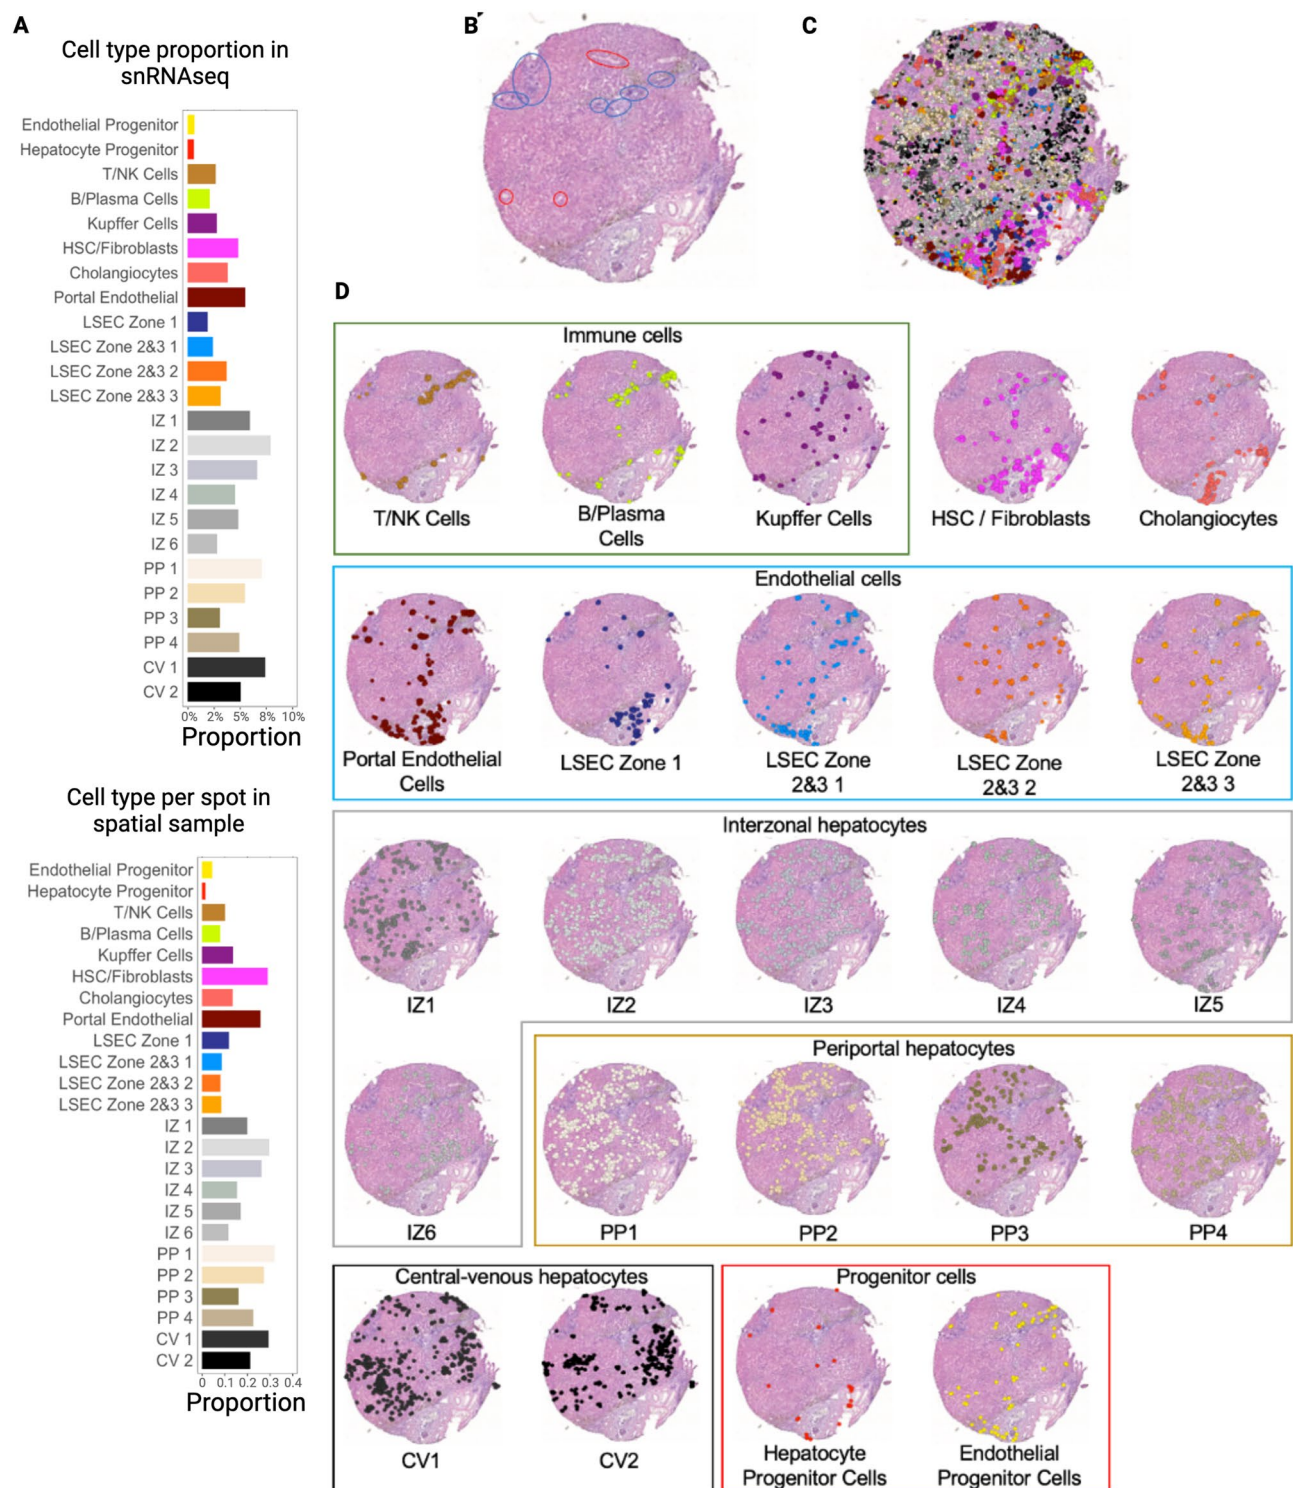 A
Cell type proportion in
snRNAseq
Endothelial Progenitor
Hepatocyte Progenitor
T/NK Cells
B/Plasma Cells
Kupffer Cells
HSC/Fibroblasts
Cholangiocytes
Portal Endothelial
LSEC Zone 1
LSEC Zone 2&3 1
LSEC Zone 2&3 2
LSEC Zone 2&3 3
IZ 1
IZ 2
IZ 3
IZ 4
IZ 5
IZ 6
PP 1
PP 2
PP 3
PP 4
CV 1
CV 2
0% 2% 5% 8% 10%
Proportion
Cell type per spot in
spatial sample
Endothelial Progenitor
Hepatocyte Progenitor
T/NK Cells
B/Plasma Cells
Kupffer Cells
HSC/Fibroblasts
Cholangiocytes
Portal Endothelial
LSEC Zone 1
LSEC Zone 2&3 1
LSEC Zone 2&3 2
LSEC Zone 2&3 3
IZ 1
IZ 2
IZ 3
IZ 4
IZ 5
IZ 6
PP 1
PP 2
PP 3
PP 4
CV 1
CV 2
0 0.1 0.2 0.3 0.4
Proportion
B
C
D
Immune cells
T/NK Cells
B/Plasma
Cells
Kupffer Cells
HSC / Fibroblasts
Cholangiocytes
Endothelial cells
Portal Endothelial
Cells
LSEC Zone 1
LSEC Zone
2&3 1
LSEC Zone
2&3 2
LSEC Zone
2&3 3
Interzonal hepatocytes
IZ1
IZ2
IZ3
IZ4
IZ5
IZ6
Periportal hepatocytes
PP1
PP2
PP3
PP4
Central-venous hepatocytes
CV1
CV2
Progenitor cells
Hepatocyte
Progenitor Cells
Endothelial
Progenitor Cells